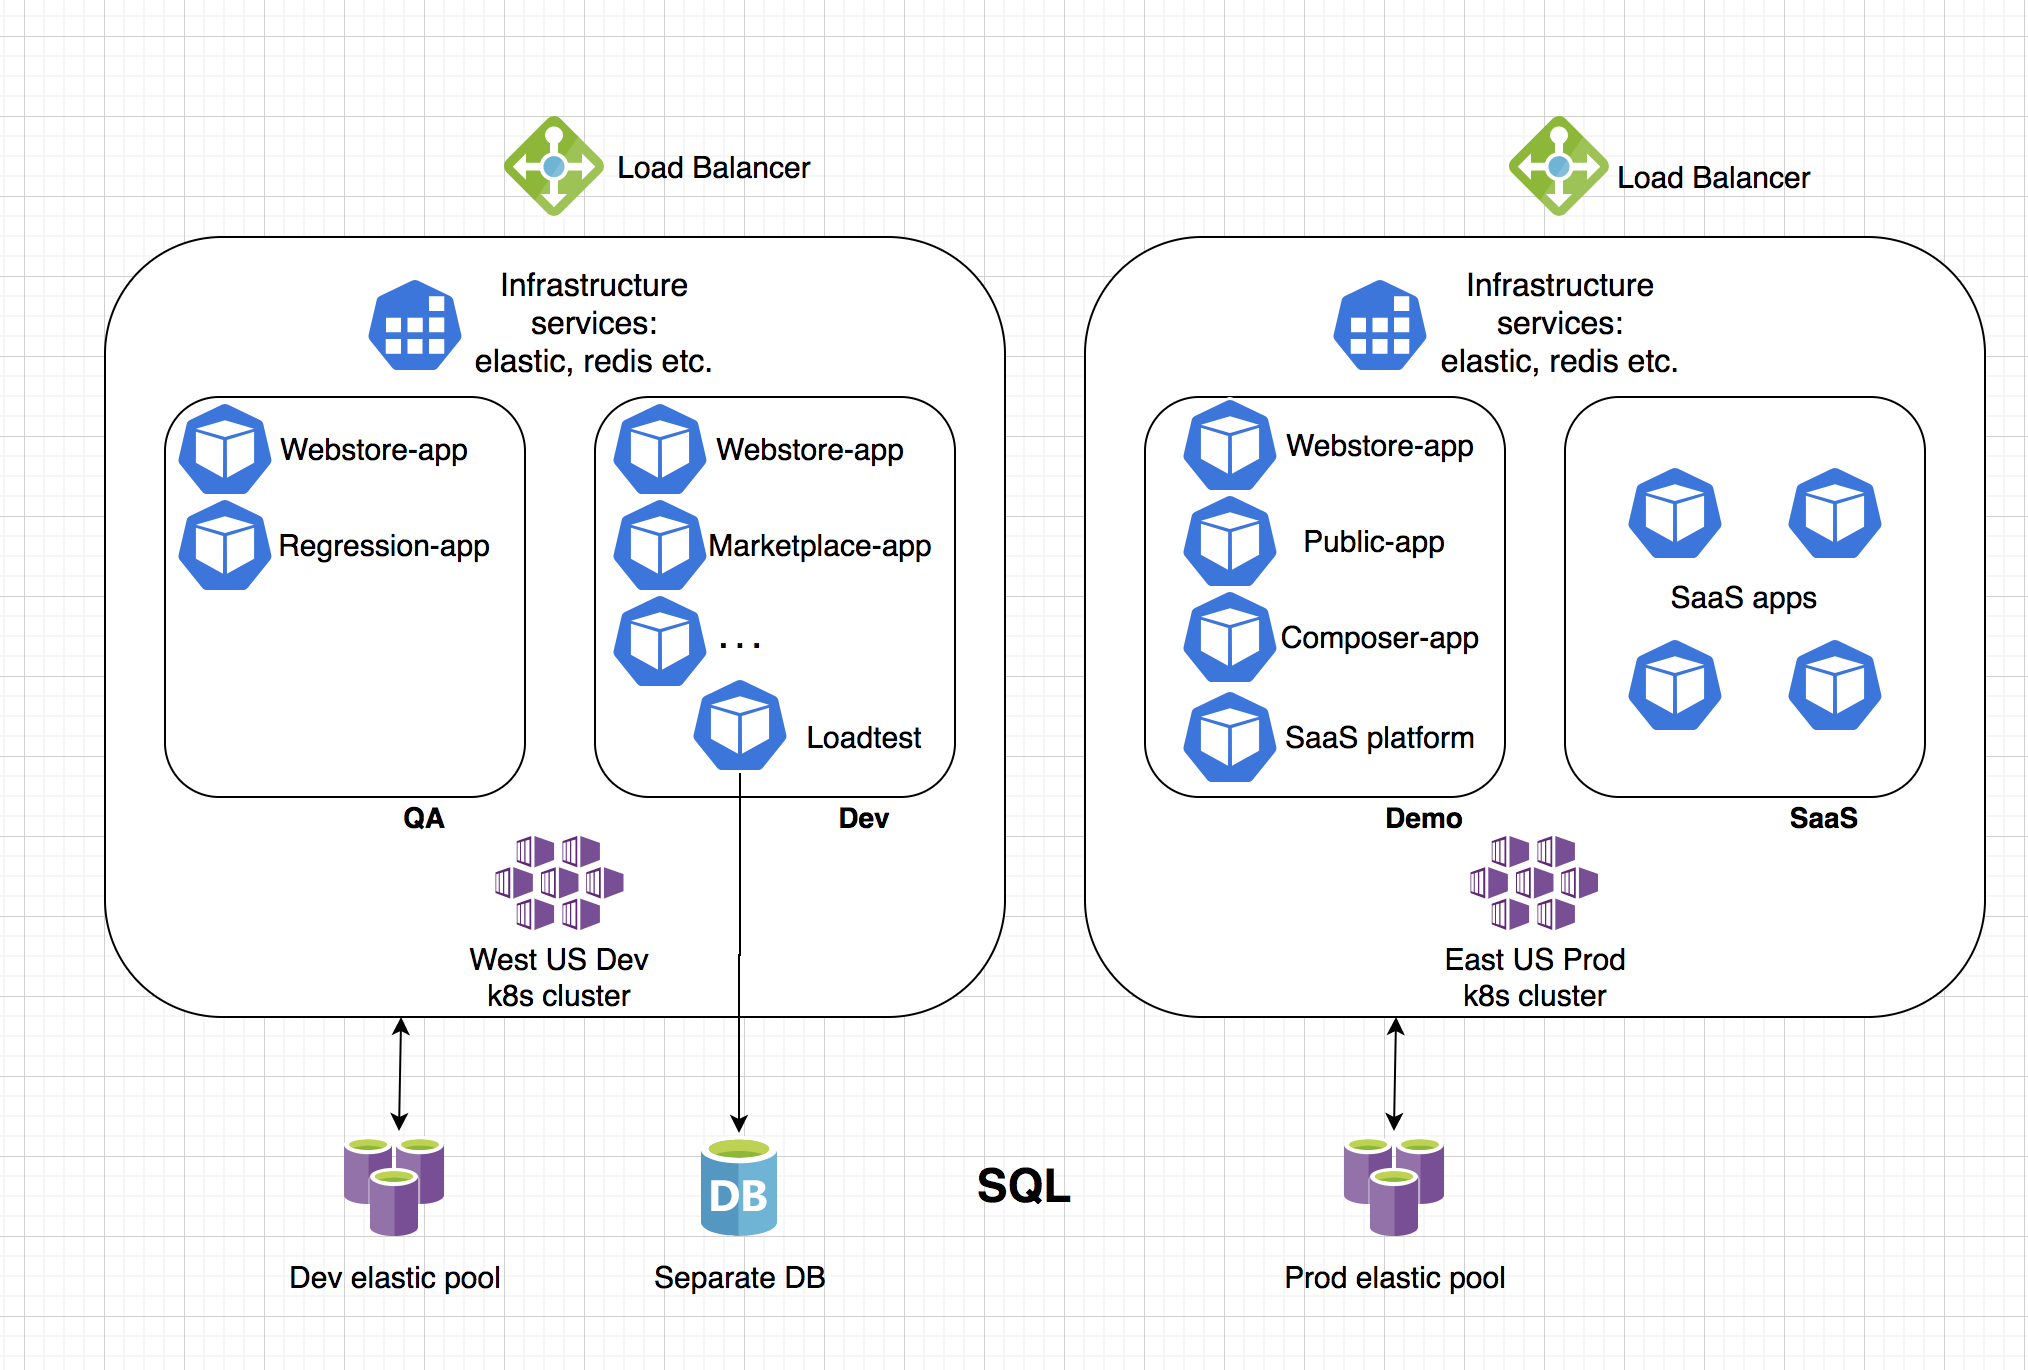 Load Balancer
Infrastructure
services:
elastic, redis etc.
Webstore-app
Regression-app
QA
Webstore-app
Marketplace-app
...
Loadtest
Dev
West US Dev
k8s cluster
Dev elastic pool
DB
Separate DB
SQL
Load Balancer
Infrastructure
services:
elastic, redis etc.
Webstore-app
Public-app
Composer-app
SaaS platform
Demo
SaaS apps
SaaS
East US Prod
k8s cluster
Prod elastic pool